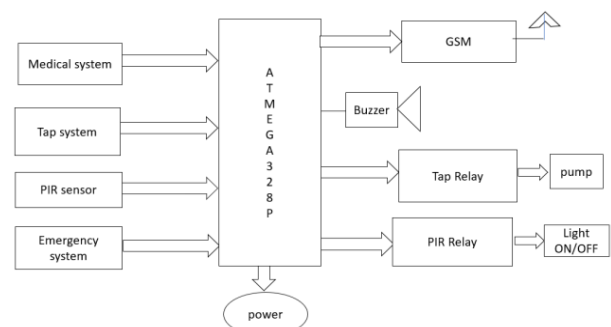 Medical system
Tap system
PIR sensor
Emergency
system
A
T
M
E
G
A
3
2
8
P
GSM
Buzzer
Tap Relay
pump
PIR Relay
Light
ON/OFF
power